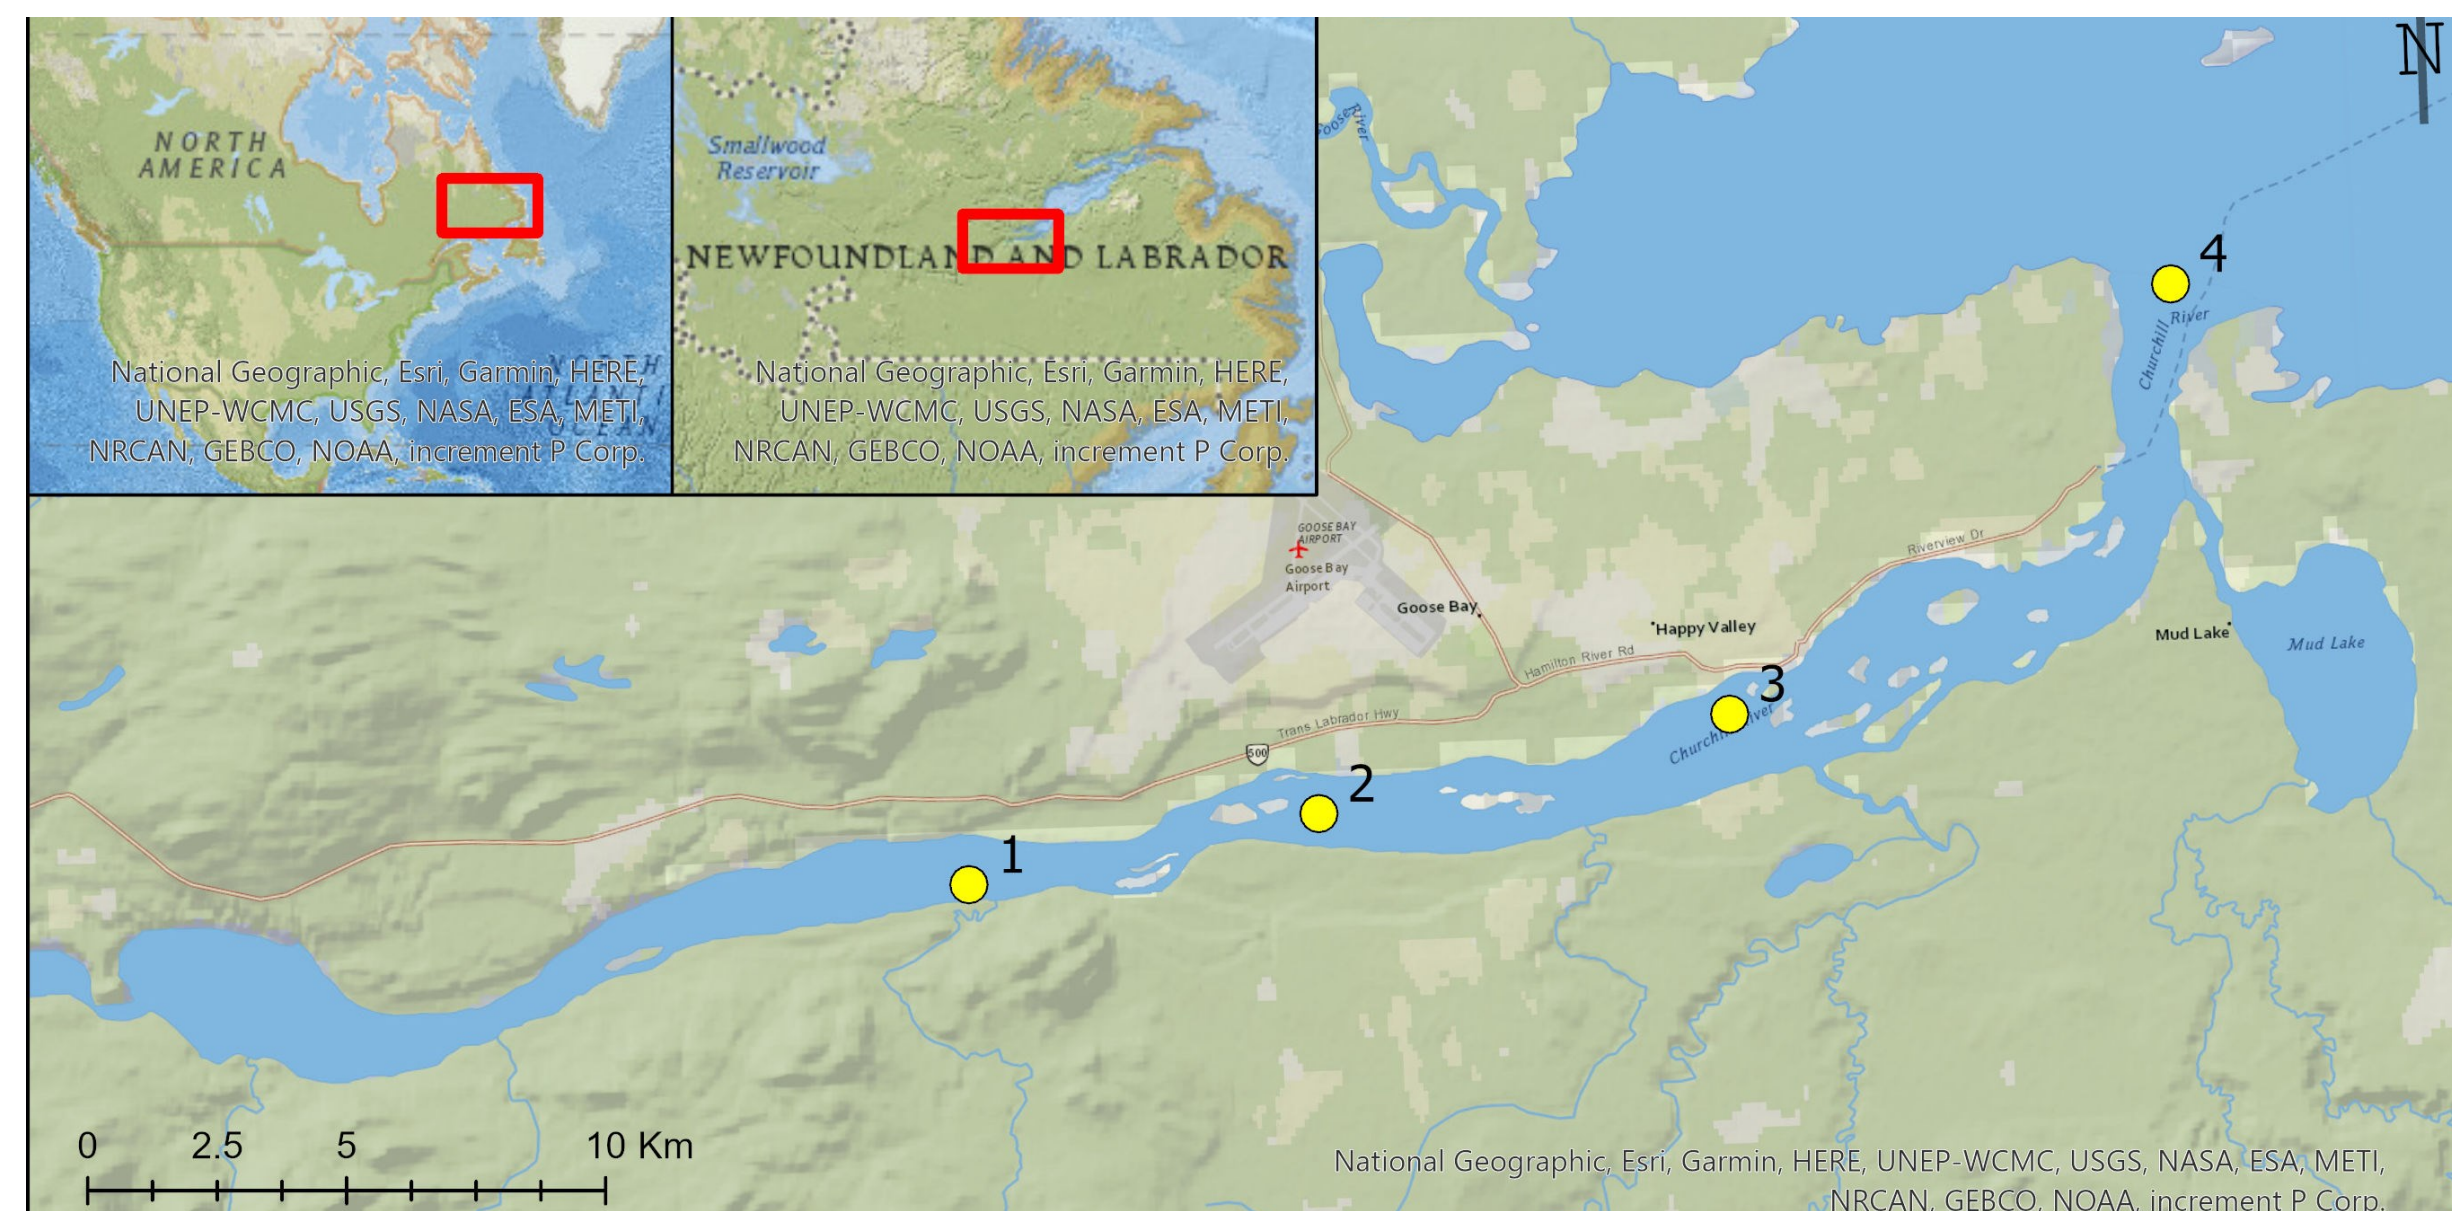 NORTH
AMERICA
National Geographic, Esri, Garmin, HERE,
UNEP-WCMC, USGS, NASA, ESA, METI,
NRCAN, GEBCO, NOAA, increment P Corp.
Smallwood
Reservoir
NEWFOUNDLAND AND LABRADOR
National Geographic, Esri, Garmin, HERE,
UNEP-WCMC, USGS, NASA, ESA, METI,
NRCAN, GEBCO, NOAA, increment P Corp.
N
Goose River
4
Churchill River
GOOSE BAY
AIRPORT
Goose Bay
Airport
Goose Bay
Happy Valley
Riverview Dr
Hamilton River Rd
Mud Lake
Mud Lake
3
Trans Labrador Hwy
500
2
1
0 2.5 5 10 Km
National Geographic, Esri, Garmin, HERE, UNEP-WCMC, USGS, NASA, ESA, METI,
NRCAN, GEBCO, NOAA, increment P Corp.